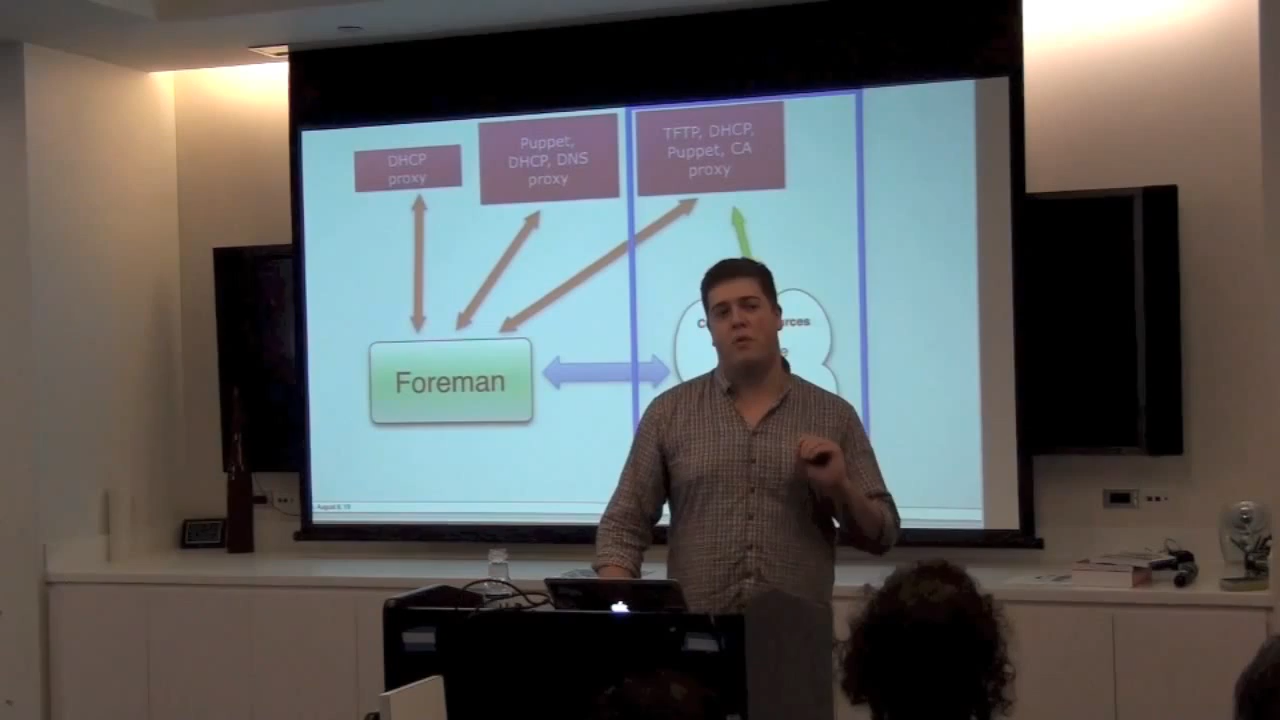 DHCP
proxy
Puppet,
DHCP, DNS
proxy
TFTP, DHCP,
Puppet, CA
proxy
Foreman